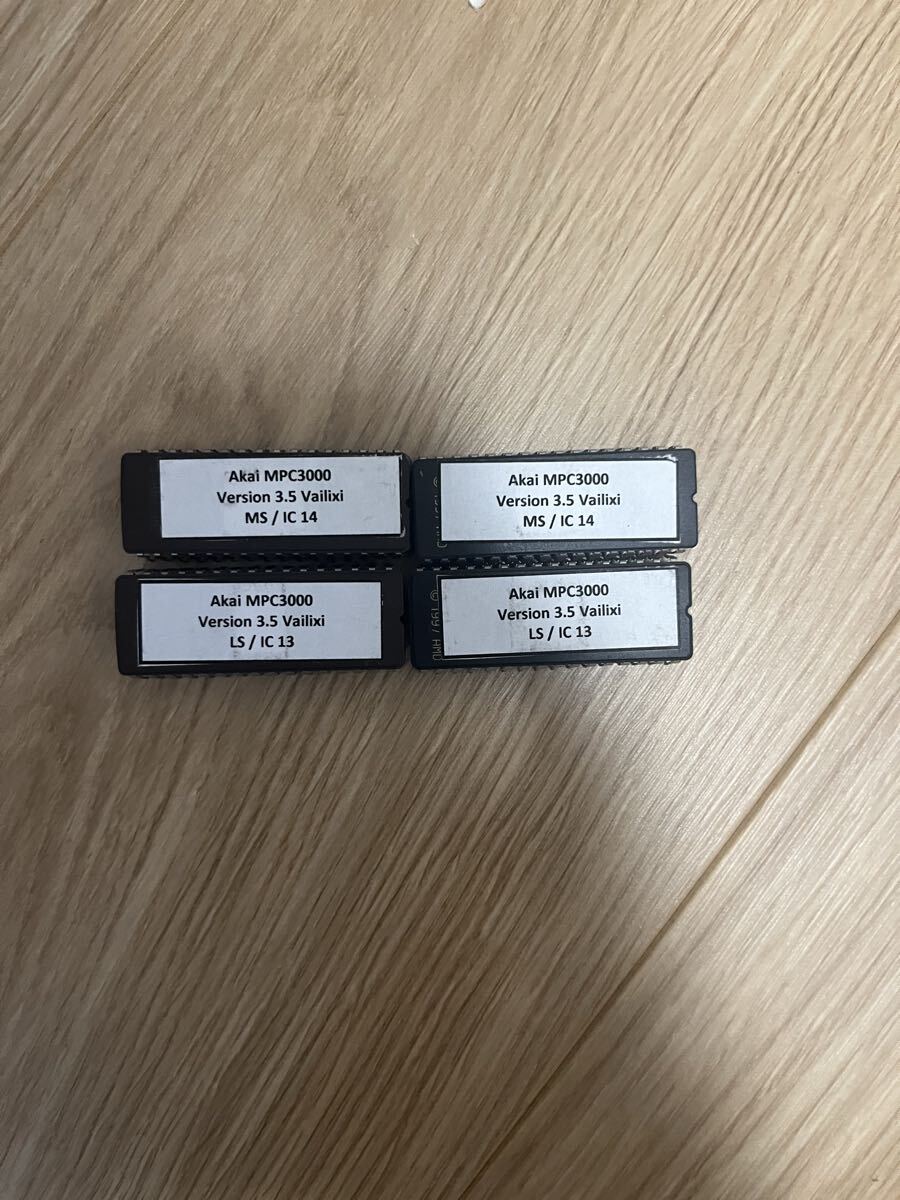 Akai MPC3000
Version 3.5 Vailixi
MS / IC 14
Akai MPC3000
Version 3.5 Vailixi
MS / IC 14
Akai MPC3000
Version 3.5 Vailixi
LS / IC 13
Akai MPC3000
Version 3.5 Vailixi
LS / IC 13